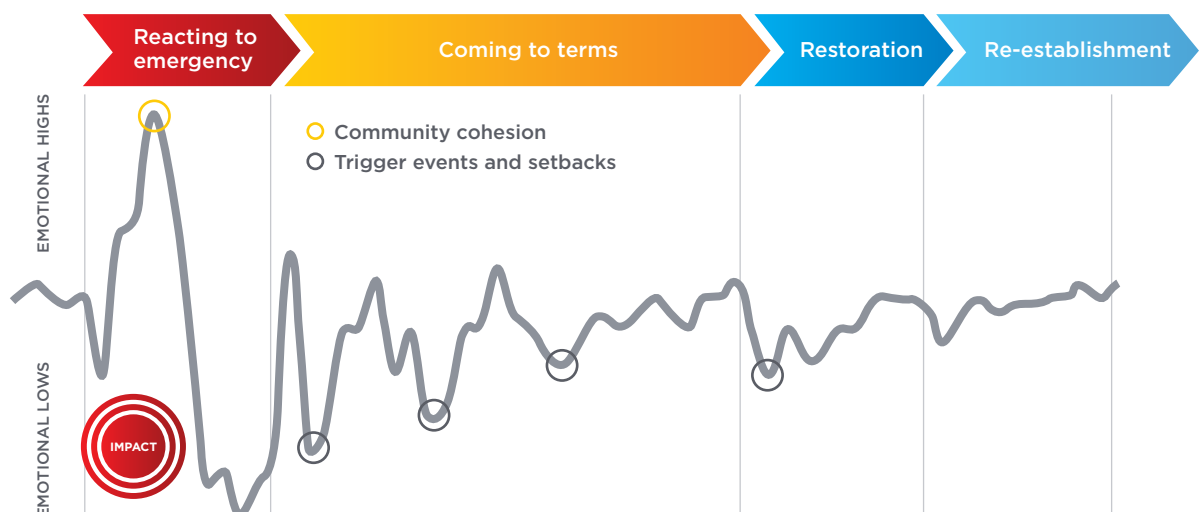 Reacting to
emergency
Coming to terms
Restoration
Re-establishment
EMOTIONAL HIGHS
Community cohesion
Trigger events and setbacks
EMOTIONAL LOWS
IMPACT